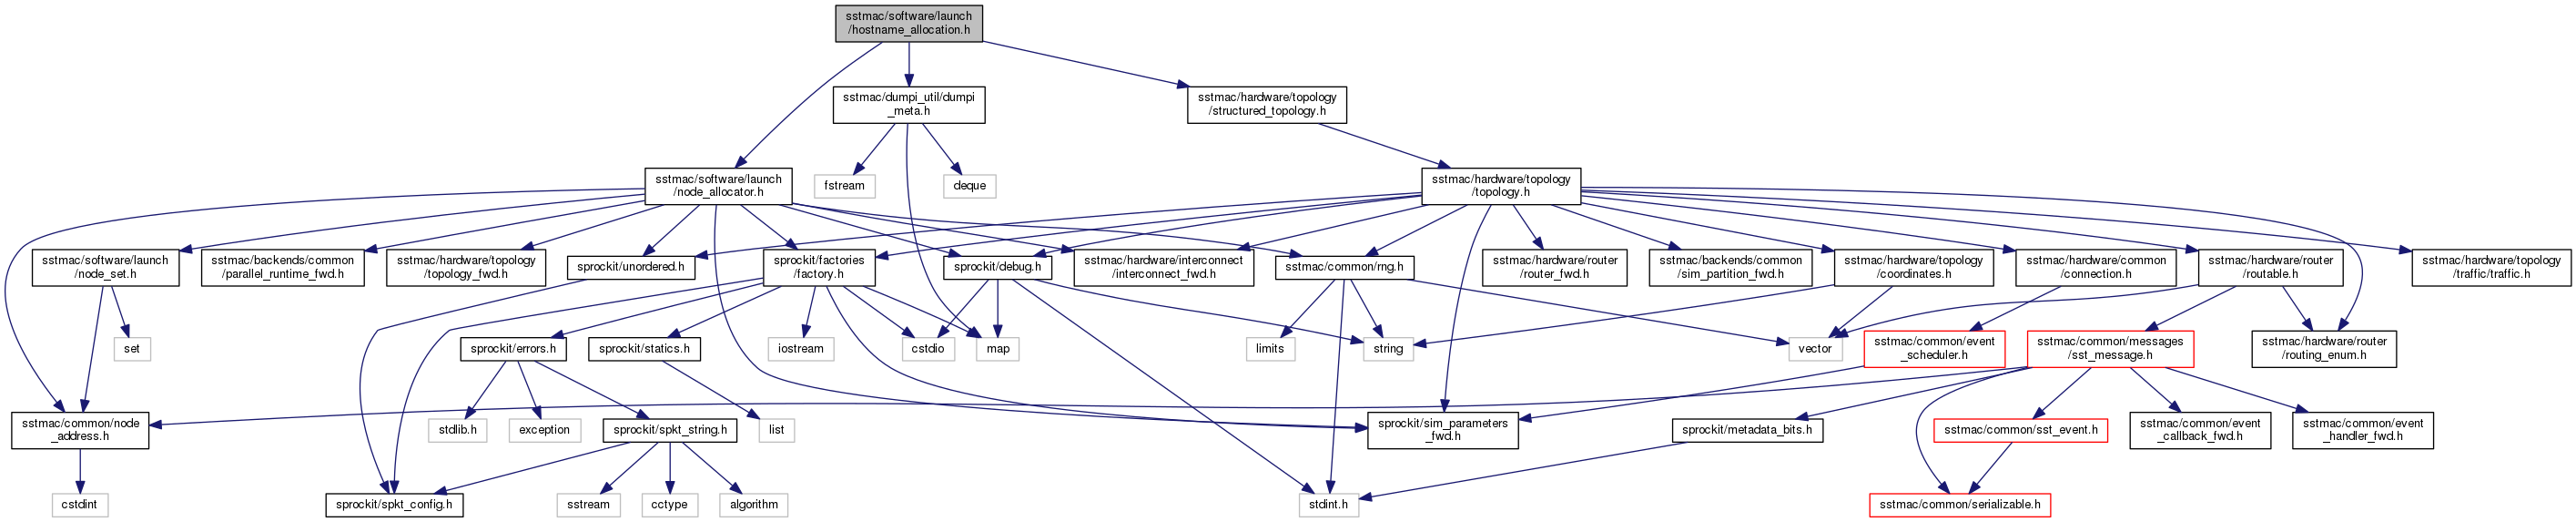 sstmac/software/launch
/hostname_allocation.h
sstmac/dumpi_util/dumpi
_meta.h
sstmac/hardware/topology
/structured_topology.h
sstmac/software/launch
/node_allocator.h
fstream
deque
sstmac/hardware/topology
/topology.h
sstmac/software/launch
/node_set.h
sstmac/backends/common
/parallel_runtime_fwd.h
sstmac/hardware/topology
/topology_fwd.h
sprockit/unordered.h
sprockit/factories
/factory.h
sprockit/debug.h
sstmac/hardware/interconnect
/interconnect_fwd.h
sstmac/common/rng.h
sstmac/hardware/router
/router_fwd.h
sstmac/backends/common
/sim_partition_fwd.h
sstmac/hardware/topology
/coordinates.h
sstmac/hardware/common
/connection.h
sstmac/hardware/router
/routable.h
sstmac/hardware/topology
/traffic/traffic.h
set
sprockit/errors.h
sprockit/statics.h
iostream
cstdio
map
limits
string
vector
sstmac/common/event
_scheduler.h
sstmac/common/messages
/sst_message.h
sstmac/hardware/router
/routing_enum.h
sstmac/common/node
_address.h
stdlib.h
exception
sprockit/spkt_string.h
list
sprockit/sim_parameters
_fwd.h
sprockit/metadata_bits.h
sstmac/common/sst_event.h
sstmac/common/event
_callback_fwd.h
sstmac/common/event
_handler_fwd.h
cstdint
sprockit/spkt_config.h
sstream
cctype
algorithm
stdint.h
sstmac/common/serializable.h